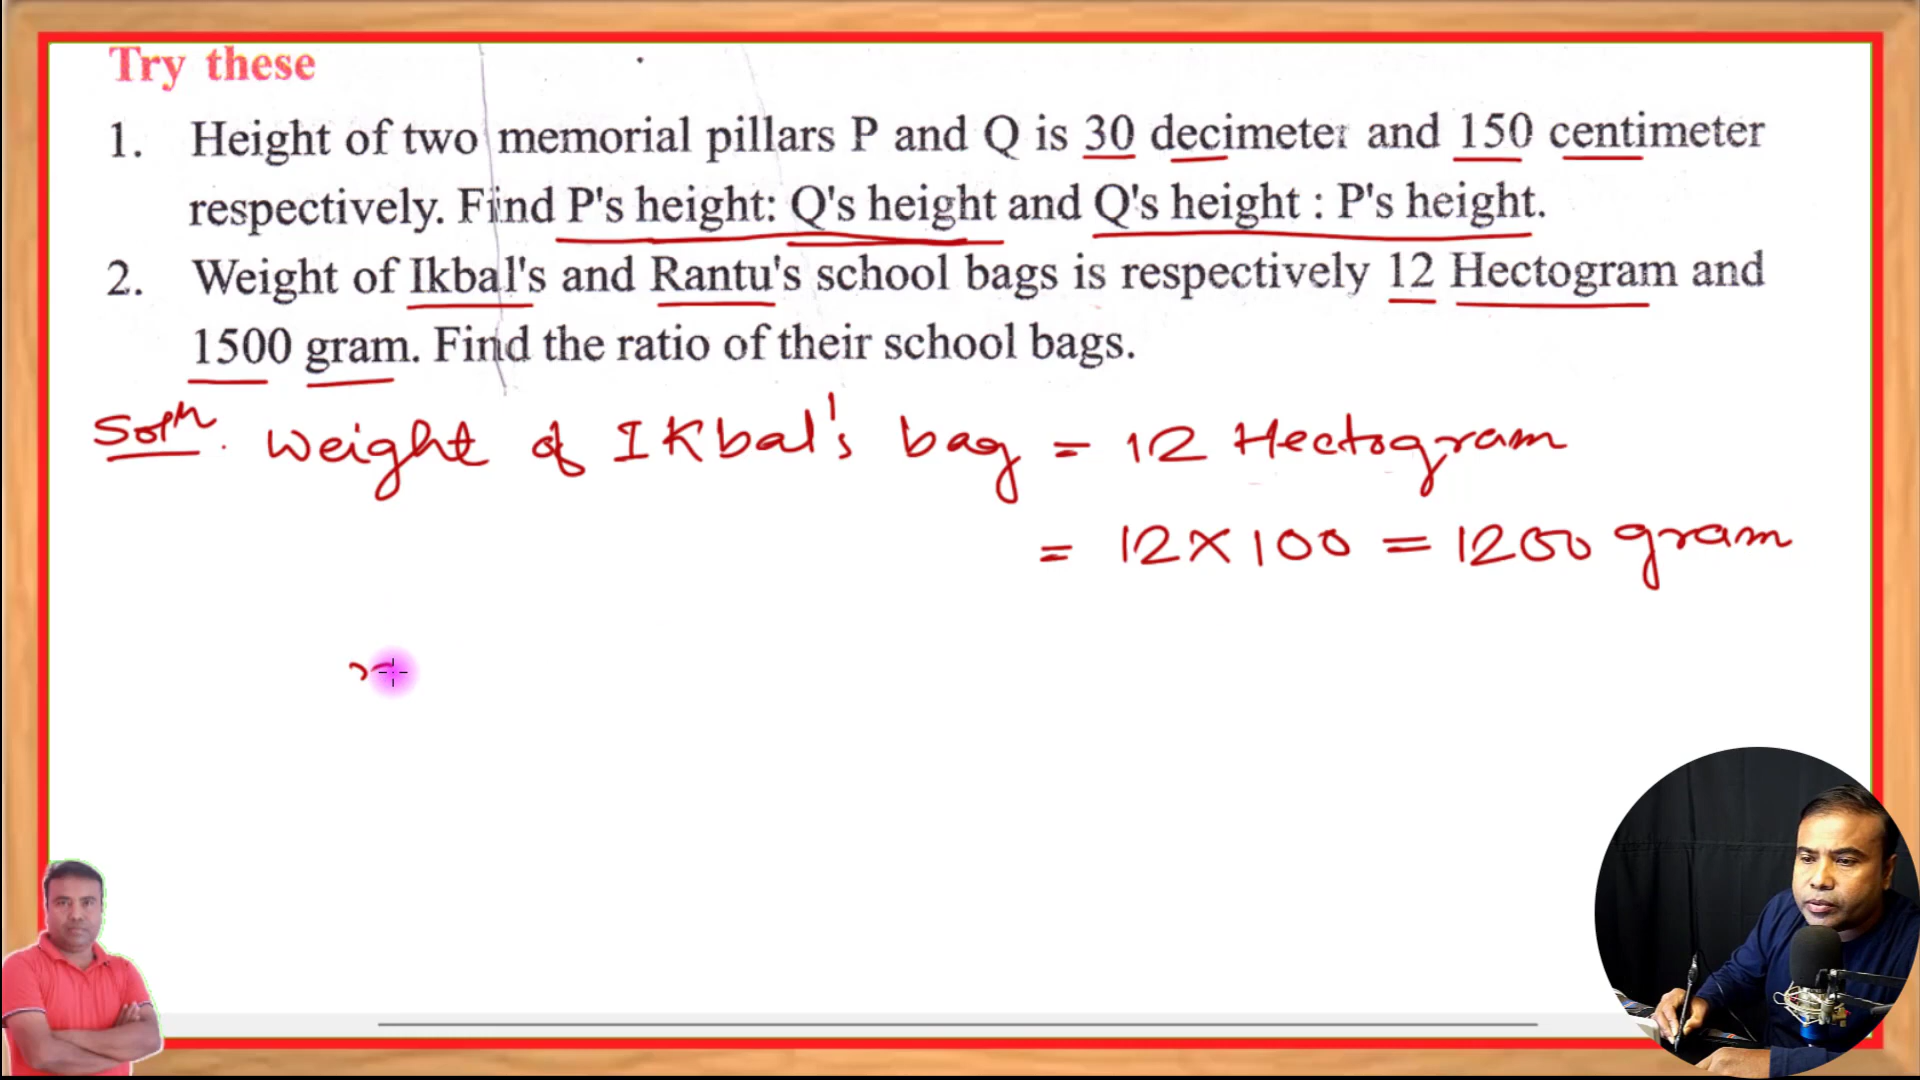 Try these
1. Height of two memorial pillars P and Q is 30 decimeter and 150 centimeter
respectively. Find P's height: Q's height and Q's height : P's height.
2. Weight of Ikbal's and Rantu's school bags is respectively 12 Hectogram and
1500 gram. Find the ratio of their school bags.
Solⁿ. Weight of IKbal's bag = 12 Hectogram
= 12 × 100 = 1200 gram